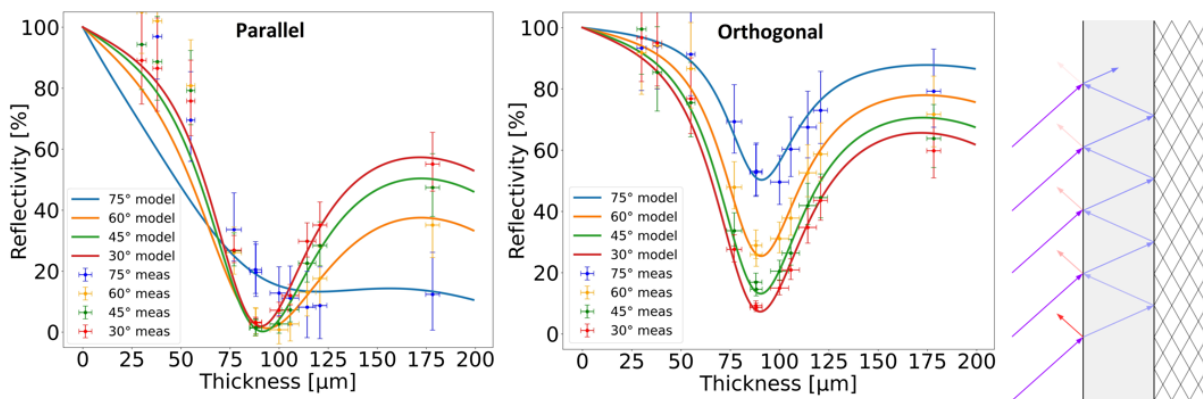 Parallel
Reflectivity [%]
100
80
60
40
20
0
75° model
60° model
45° model
30° model
75° meas
60° meas
45° meas
30° meas
0 25 50 75 100 125 150 175 200
Thickness [µm]
Orthogonal
Reflectivity [%]
100
80
60
40
20
0
75° model
60° model
45° model
30° model
75° meas
60° meas
45° meas
30° meas
0 25 50 75 100 125 150 175 200
Thickness [µm]